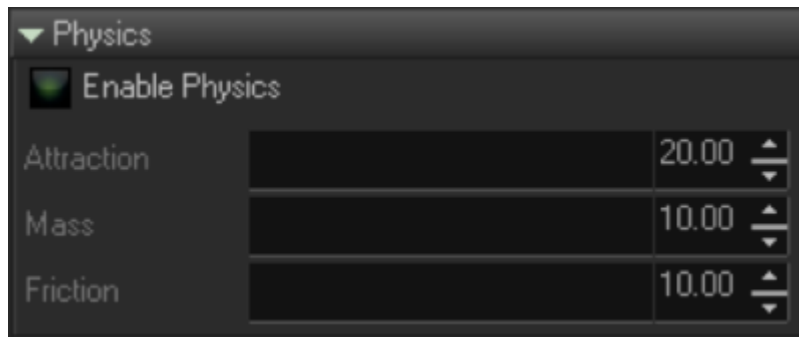 Physics
Enable Physics
Attraction 20.00
Mass 10.00
Friction 10.00